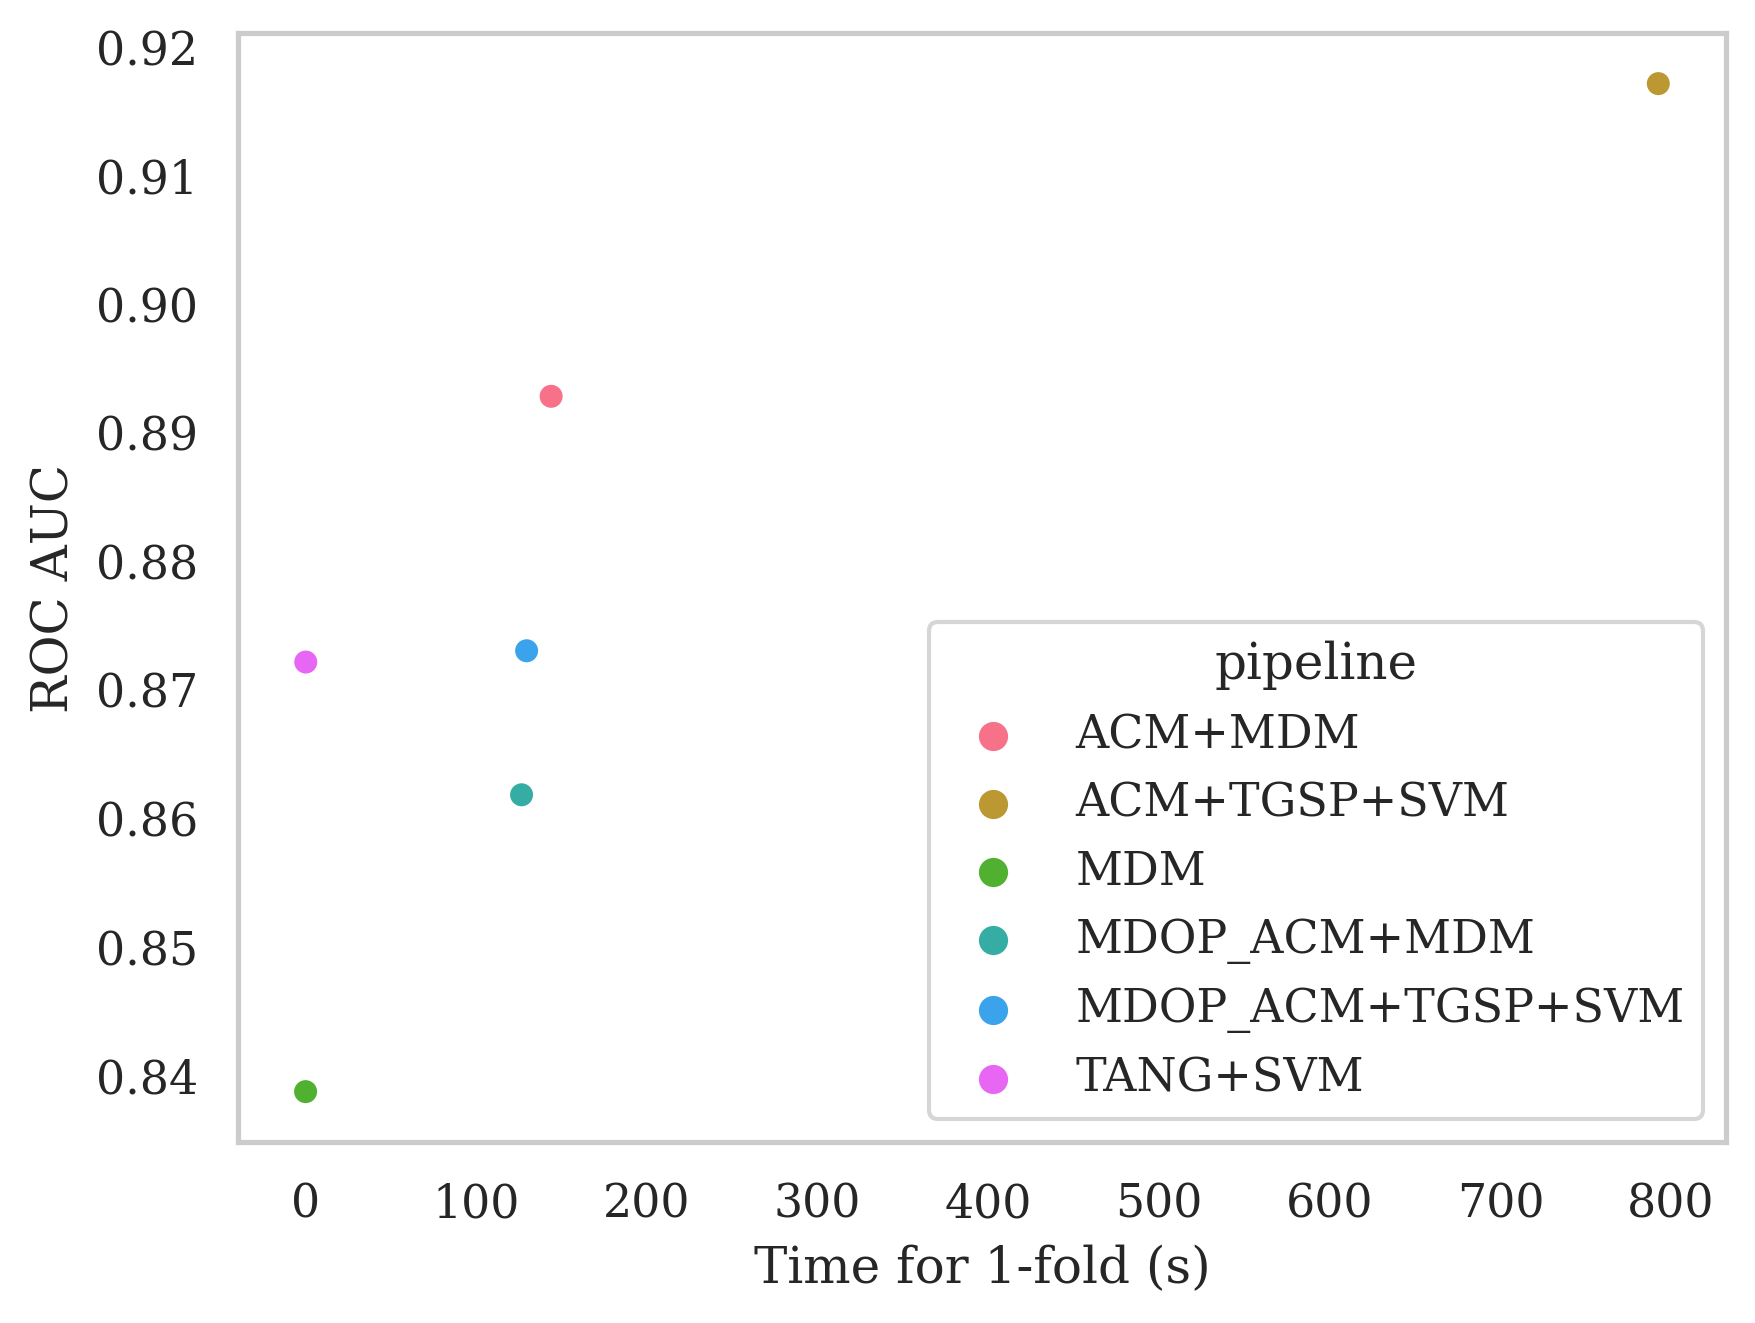 0.92
0.91
0.90
0.89
0.88
0.87
0.86
0.85
0.84
ROC AUC
pipeline
ACM+MDM
ACM+TGSP+SVM
MDM
MDOP_ACM+MDM
MDOP_ACM+TGSP+SVM
TANG+SVM
0 100 200 300 400 500 600 700 800
Time for 1-fold (s)